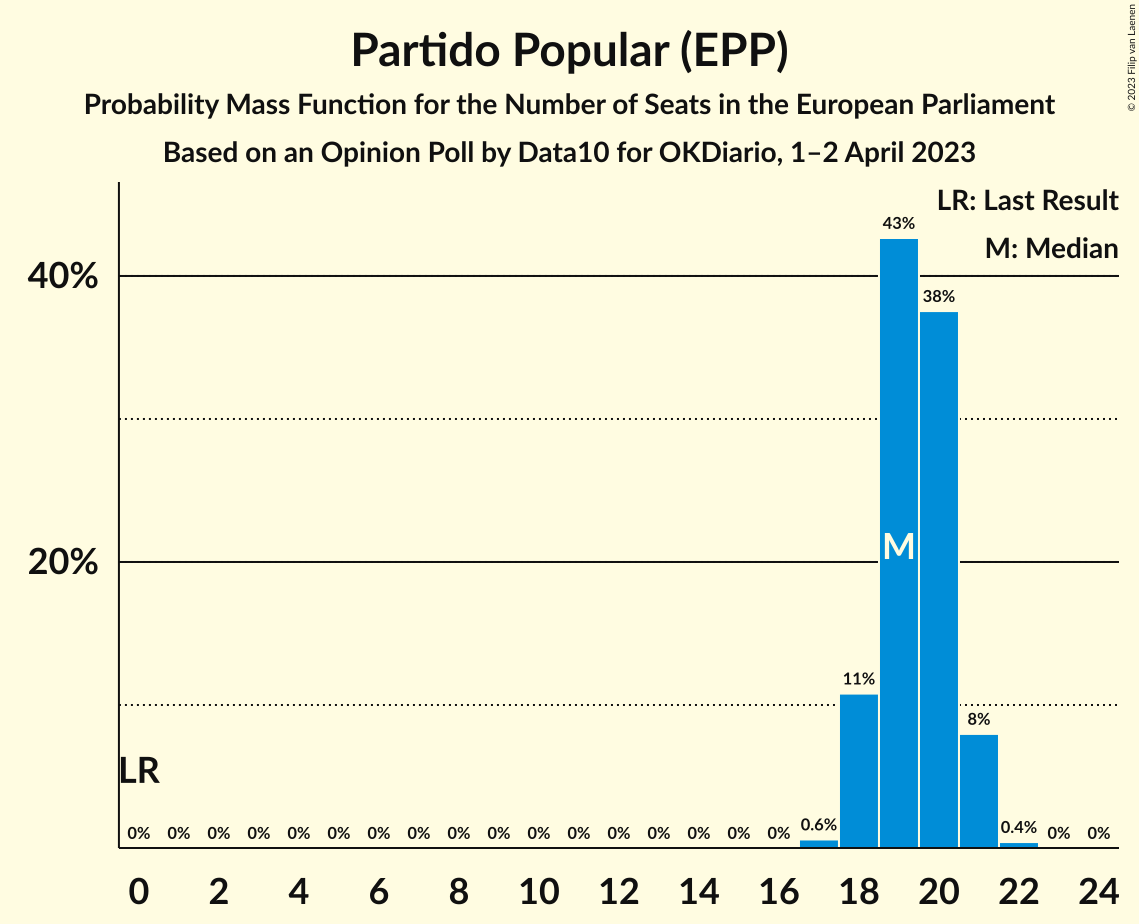 Partido Popular (EPP)
Probability Mass Function for the Number of Seats in the European Parliament
Based on an Opinion Poll by Data10 for OKDiario, 1–2 April 2023
© 2023 Filip van Laenen
LR: Last Result
M: Median
43%
40%
38%
M
20%
11%
8%
LR
0% 0% 0% 0% 0% 0% 0% 0% 0% 0% 0% 0% 0% 0% 0% 0% 0% 0.6% 0.4% 0% 0%
0 2 4 6 8 10 12 14 16 18 20 22 24